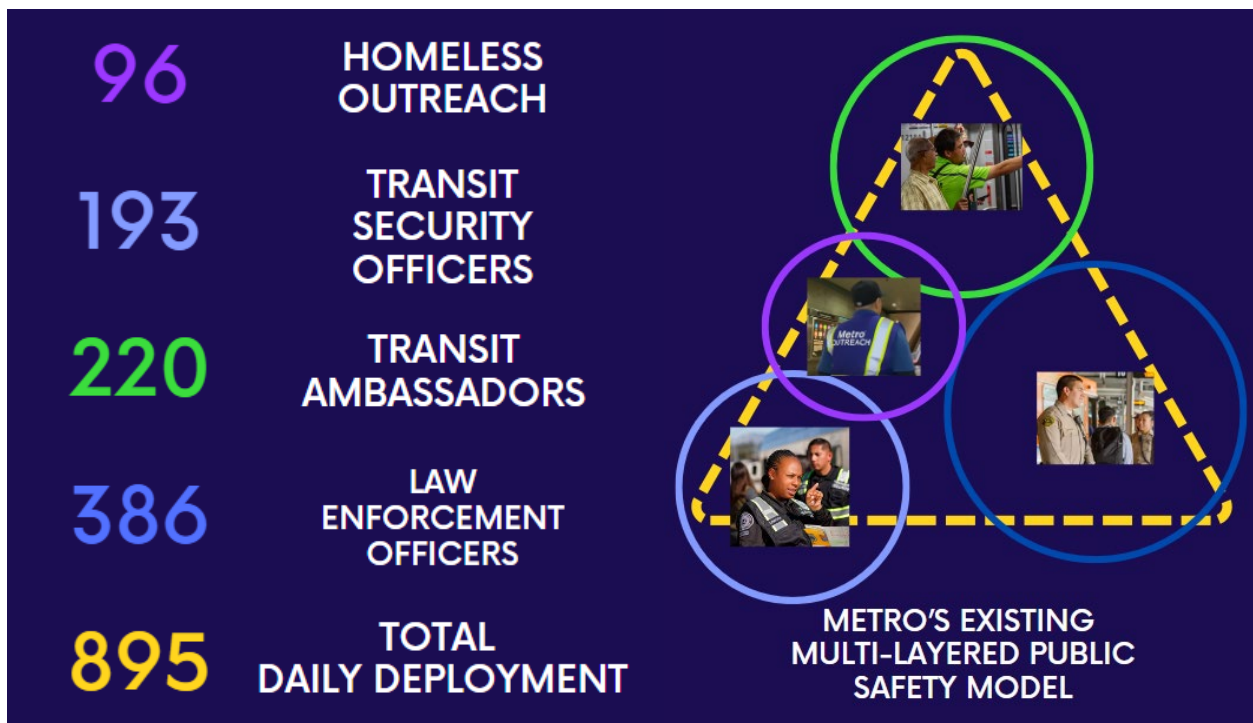 96
HOMELESS
OUTREACH
193
TRANSIT
SECURITY
OFFICERS
220
TRANSIT
AMBASSADORS
386
LAW
ENFORCEMENT
OFFICERS
895
TOTAL
DAILY DEPLOYMENT
Metro
OUTREACH
METRO'S EXISTING
MULTI-LAYERED PUBLIC
SAFETY MODEL